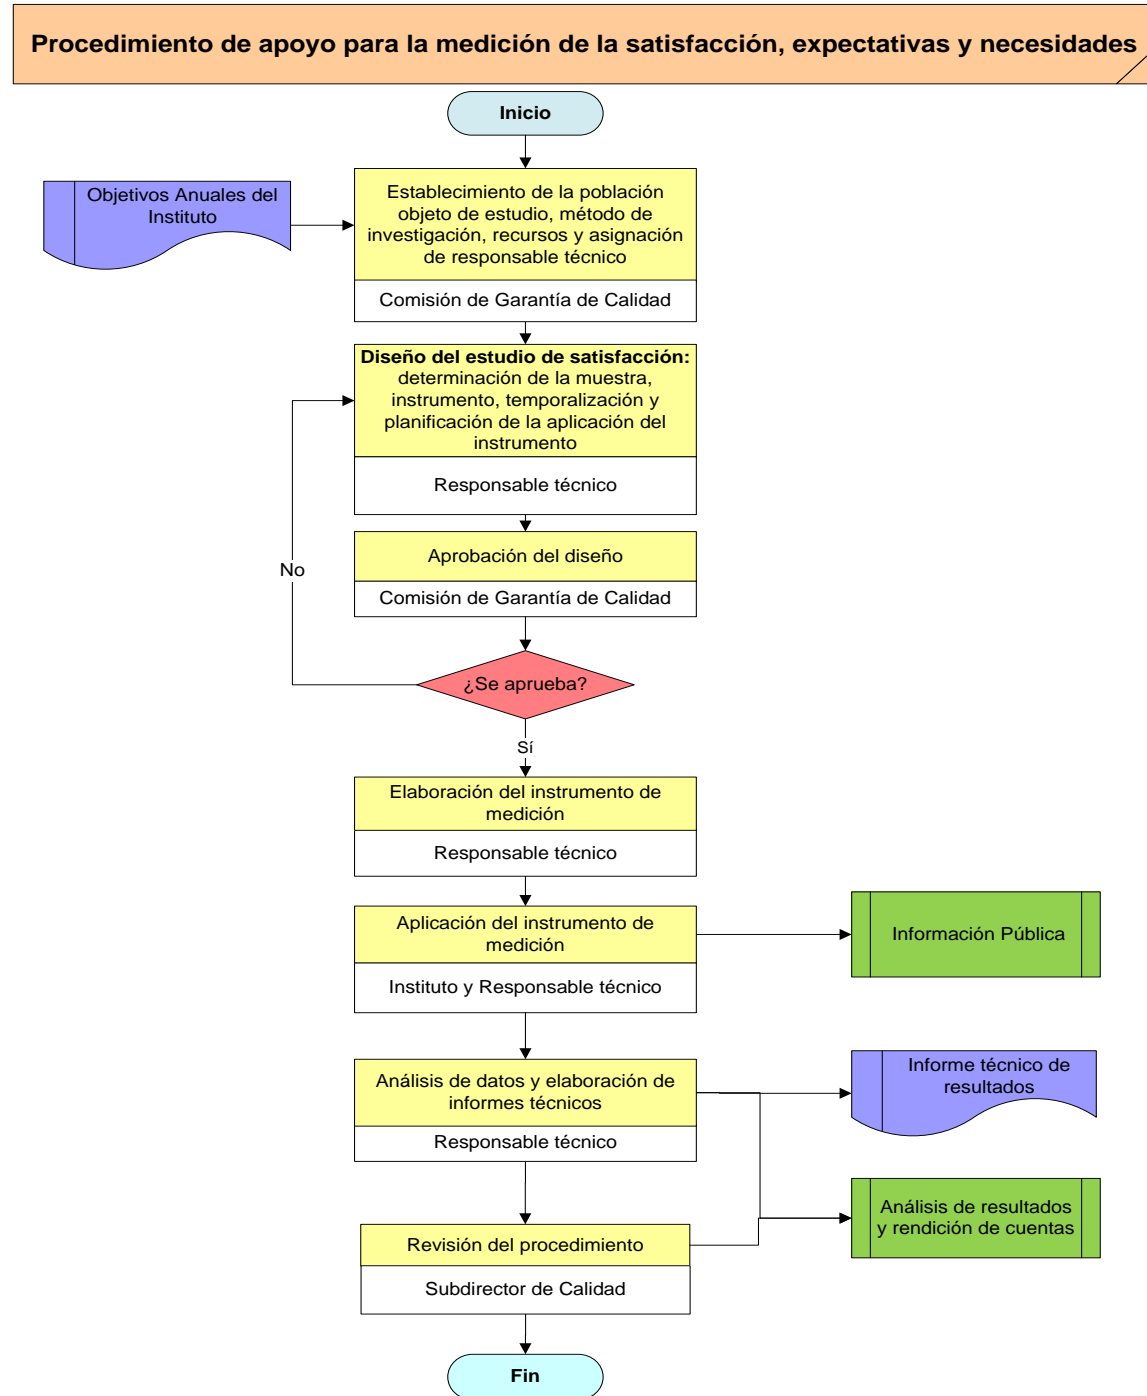 Procedimiento de apoyo para la medición de la satisfacción, expectativas y necesidades
Inicio
Objetivos Anuales del
Instituto
Establecimiento de la población
objeto de estudio, método de
investigación, recursos y asignación
de responsable técnico
Comisión de Garantía de Calidad
Diseño del estudio de satisfacción:
determinación de la muestra,
instrumento, temporalización y
planificación de la aplicación del
instrumento
Responsable técnico
Aprobación del diseño
Comisión de Garantía de Calidad
No
¿Se aprueba?
Sí
Elaboración del instrumento de
medición
Responsable técnico
Aplicación del instrumento de
medición
Instituto y Responsable técnico
Información Pública
Análisis de datos y elaboración de
informes técnicos
Responsable técnico
Informe técnico de
resultados
Análisis de resultados
y rendición de cuentas
Revisión del procedimiento
Subdirector de Calidad
Fin